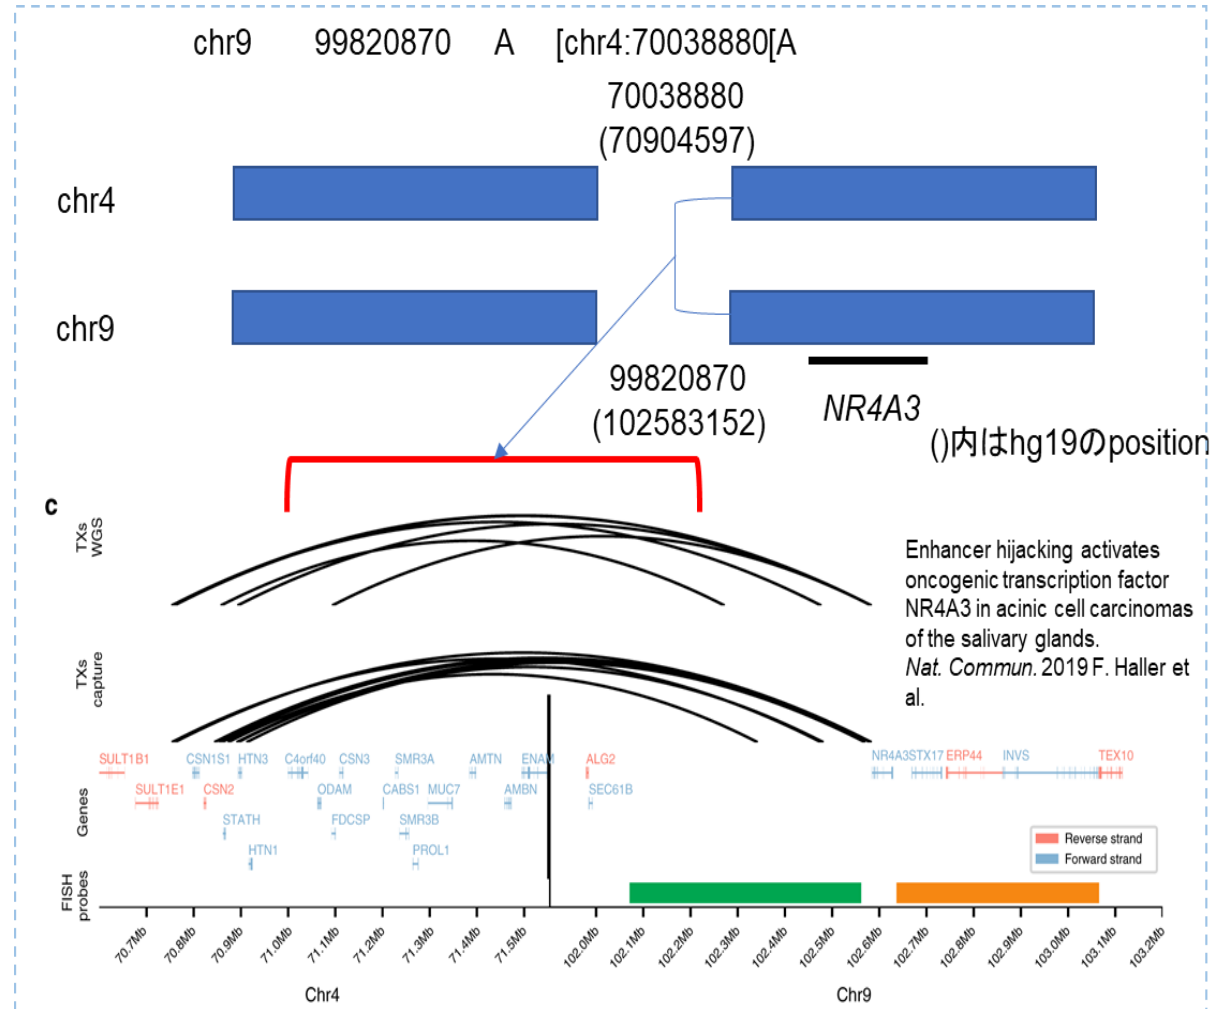 chr9 99820870 A [chr4:70038880[A
70038880
(70904597)
chr4
chr9
99820870
(102583152)
NR4A3
()内はhg19のposition
c
TXs
WGS
Enhancer hijacking activates
oncogenic transcription factor
NR4A3 in acinic cell carcinomas
of the salivary glands.
Nat. Commun. 2019 F. Haller et
al.
TXs
capture
Genes
SULT1B1 CSN1S1 HTN3 C4orf40 CSN3 SMR3A AMTN ENAM ALG2 NR4A3 STX17 ERP44 INVS TEX10
SULT1E1 CSN2 ODAM CABS1 MUC7 AMBN SEC61B
STATH FDCSP SMR3B
HTN1 PROL1
Reverse strand
Forward strand
FISH
probes
70.7Mb 70.8Mb 70.9Mb 71.0Mb 71.1Mb 71.2Mb 71.3Mb 71.4Mb 71.5Mb 102.0Mb 102.1Mb 102.2Mb 102.3Mb 102.4Mb 102.5Mb 102.6Mb 102.7Mb 102.8Mb 102.9Mb 103.0Mb 103.1Mb 103.2Mb
Chr4 Chr9